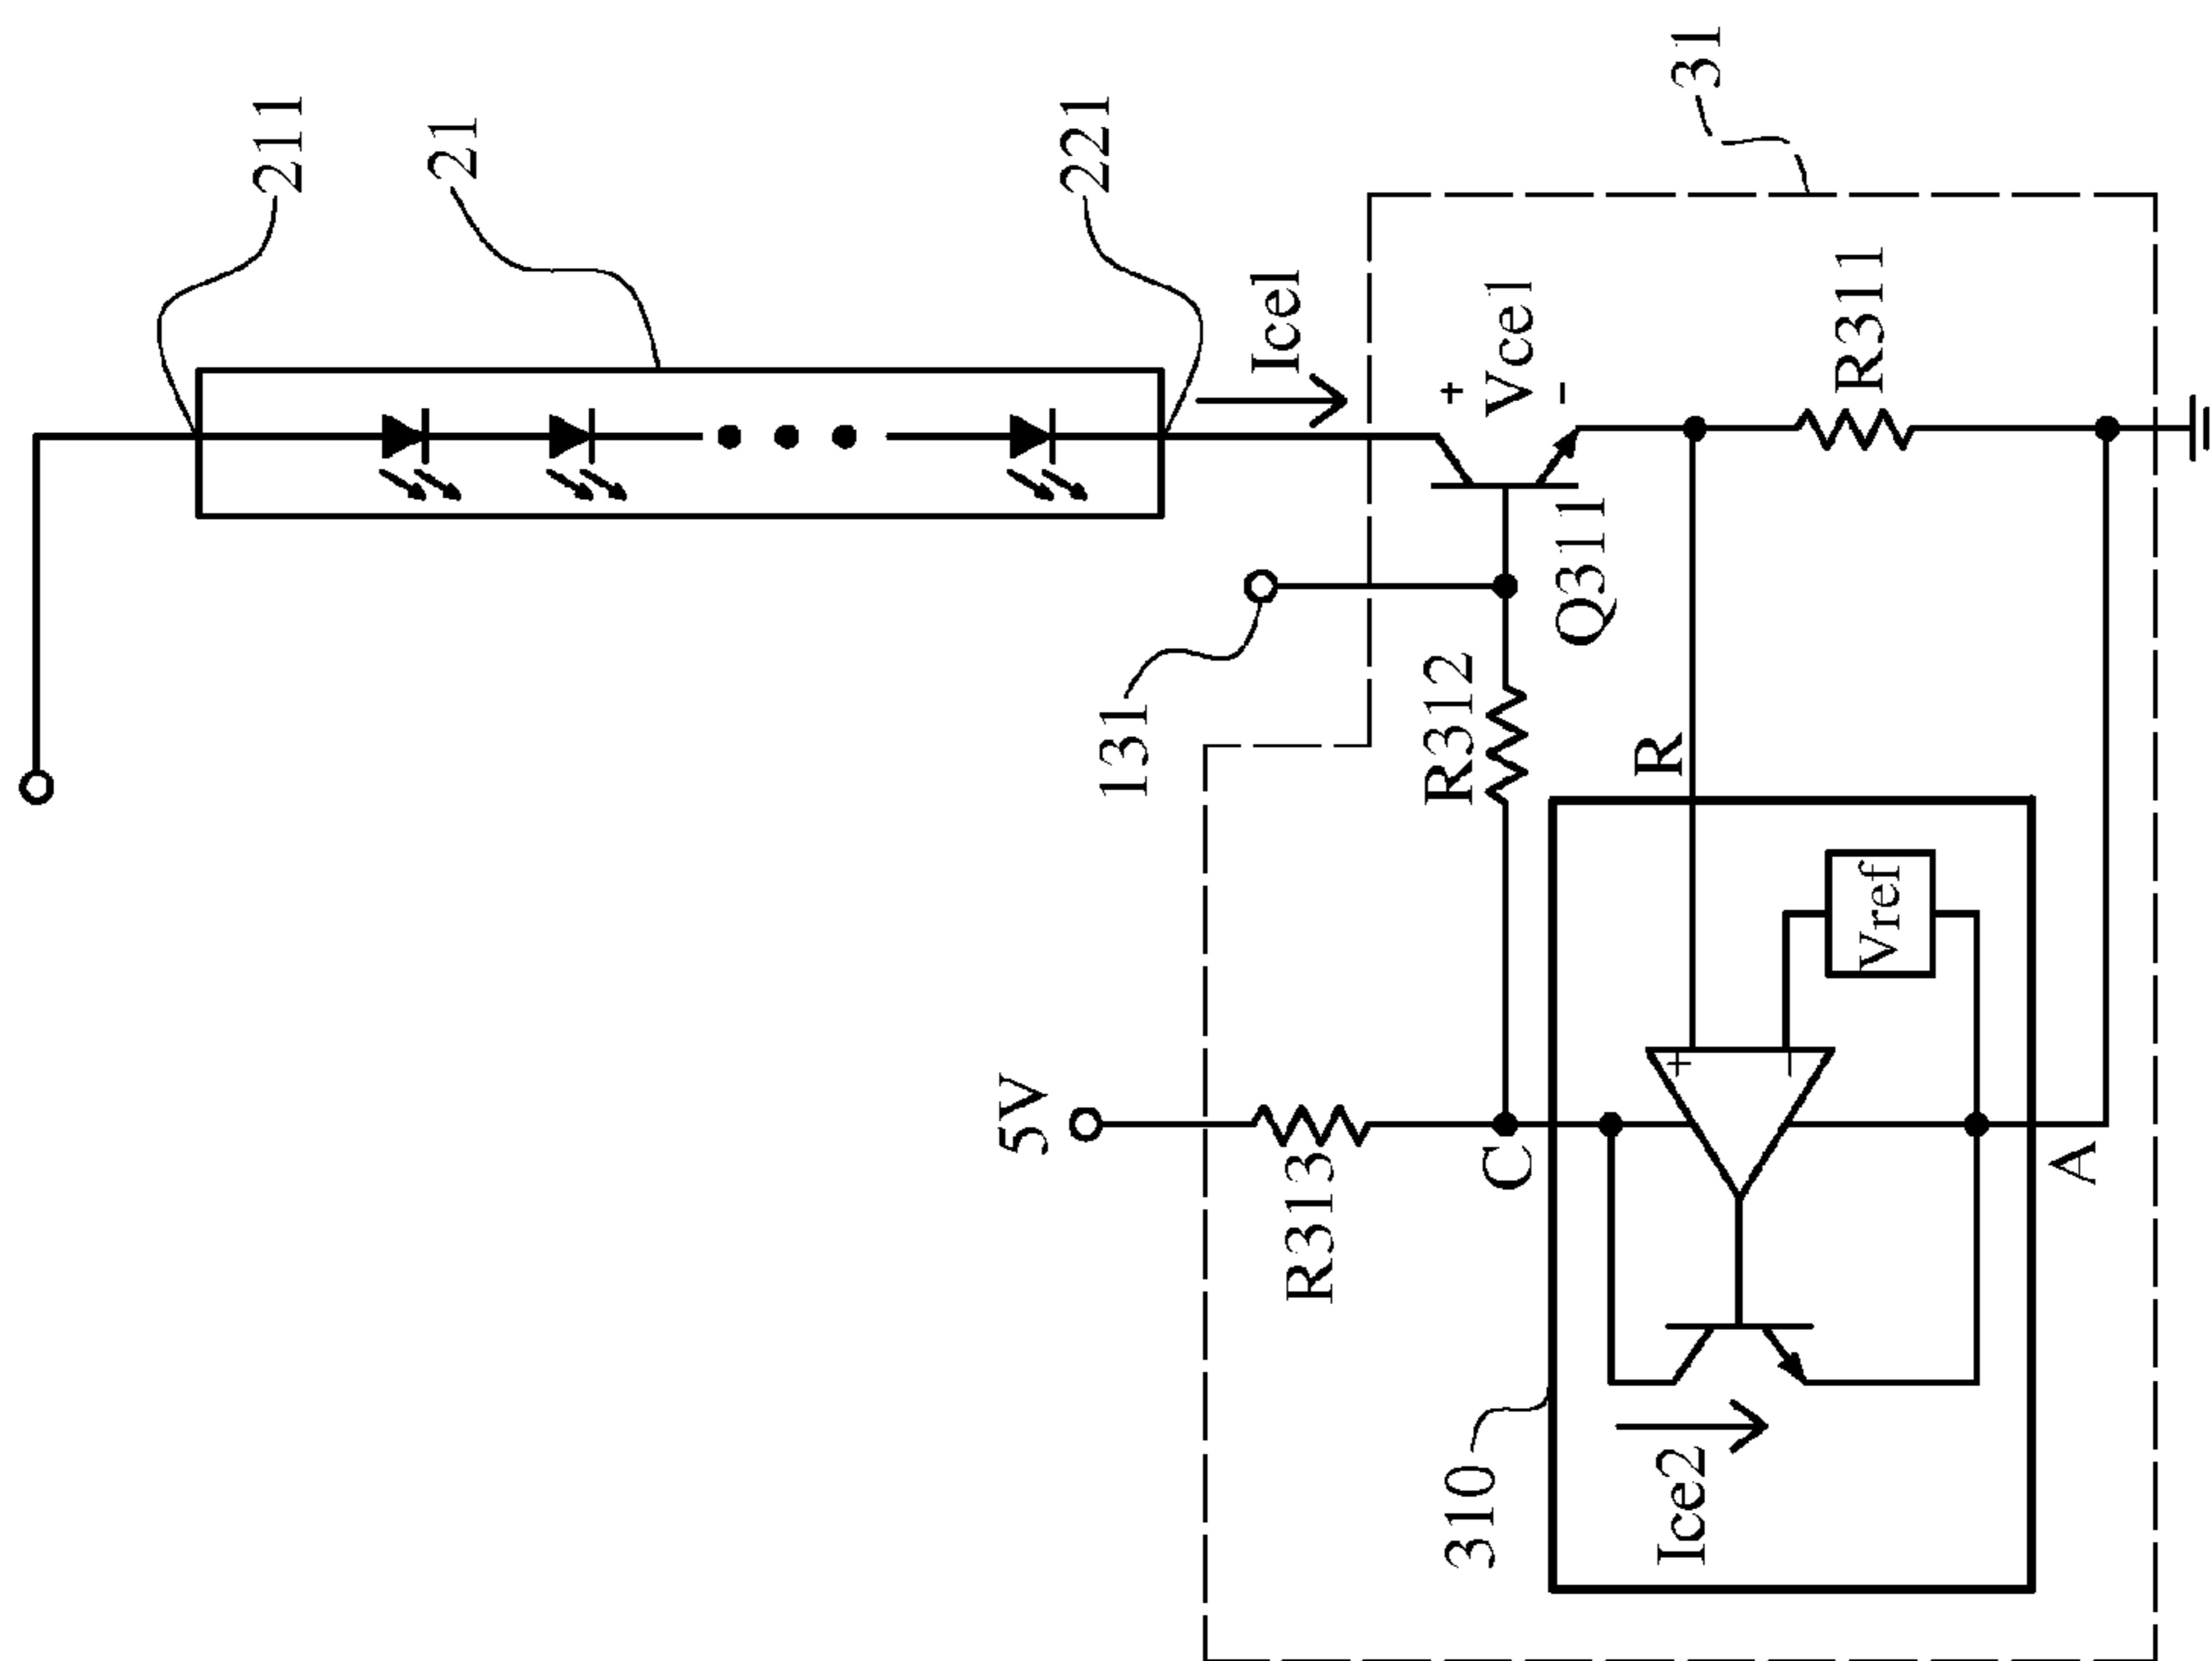 211
21
221
31
Ice1
+
Vce1
-
R311
131
Q311
R312
R
5V
Vref
+
-
R313
C
A
310
Ice2